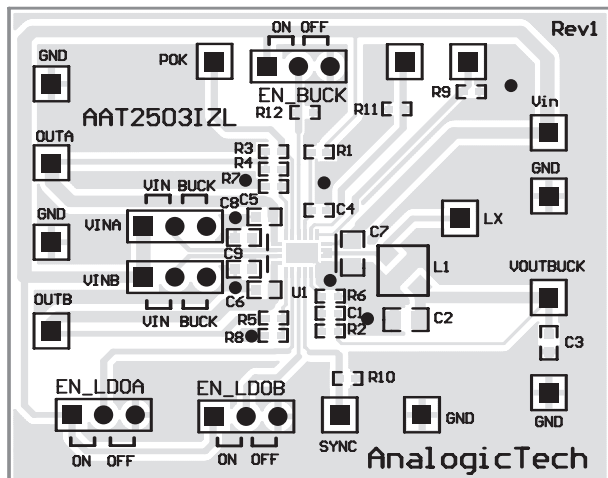 ON OFF
Rev1
GND
POK
EN_BUCK
R9
R12
R11
AAT2503IZL
Vin
OUTA
R3
R1
R4
R7
GND
VIN BUCK
C8
C5
C4
GND
VINA
C7
LX
C9
L1
VINB
VOUTBUCK
C6
U1
R6
OUTB
VIN BUCK
C1
C2
R5
R2
C3
R8
EN_LDOA
EN_LDOB
R10
GND
GND
ON OFF
ON OFF
SYNC
AnalogicTech